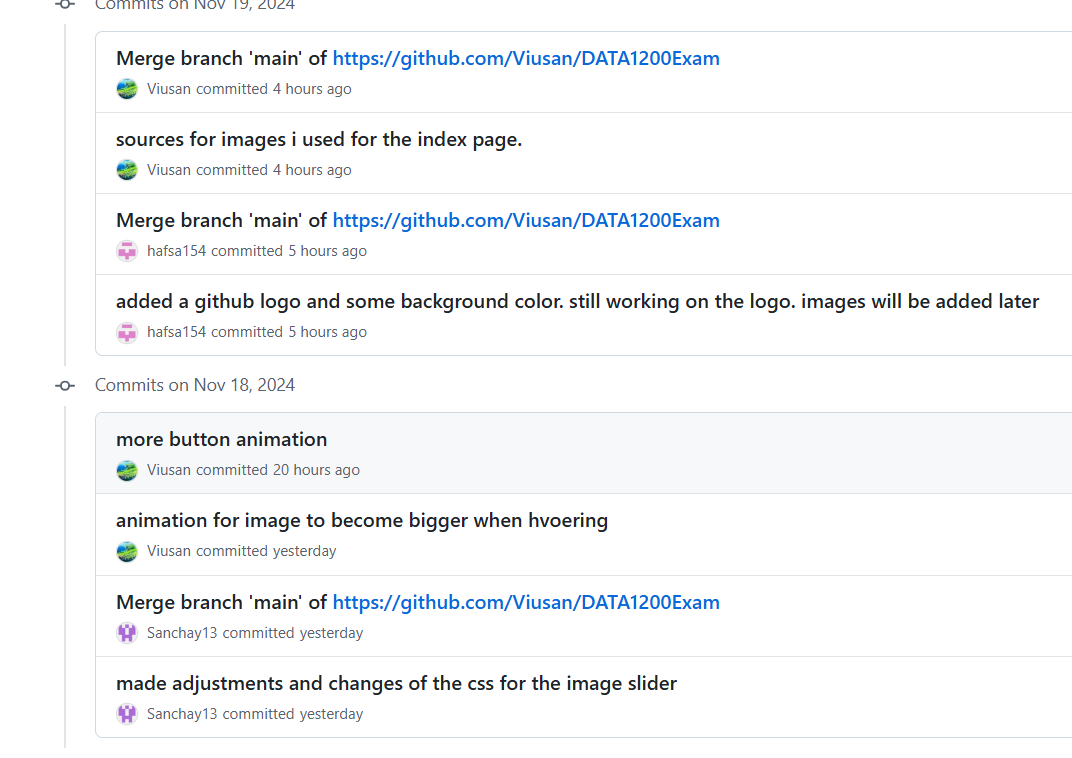 Commits on Nov 19, 2024
Merge branch 'main' of https://github.com/Viusan/DATA1200Exam
Viusan committed 4 hours ago
sources for images i used for the index page.
Viusan committed 4 hours ago
Merge branch 'main' of https://github.com/Viusan/DATA1200Exam
hafsa154 committed 5 hours ago
added a github logo and some background color. still working on the logo. images will be added later
hafsa154 committed 5 hours ago
Commits on Nov 18, 2024
more button animation
Viusan committed 20 hours ago
animation for image to become bigger when hvoering
Viusan committed yesterday
Merge branch 'main' of https://github.com/Viusan/DATA1200Exam
Sanchay13 committed yesterday
made adjustments and changes of the css for the image slider
Sanchay13 committed yesterday